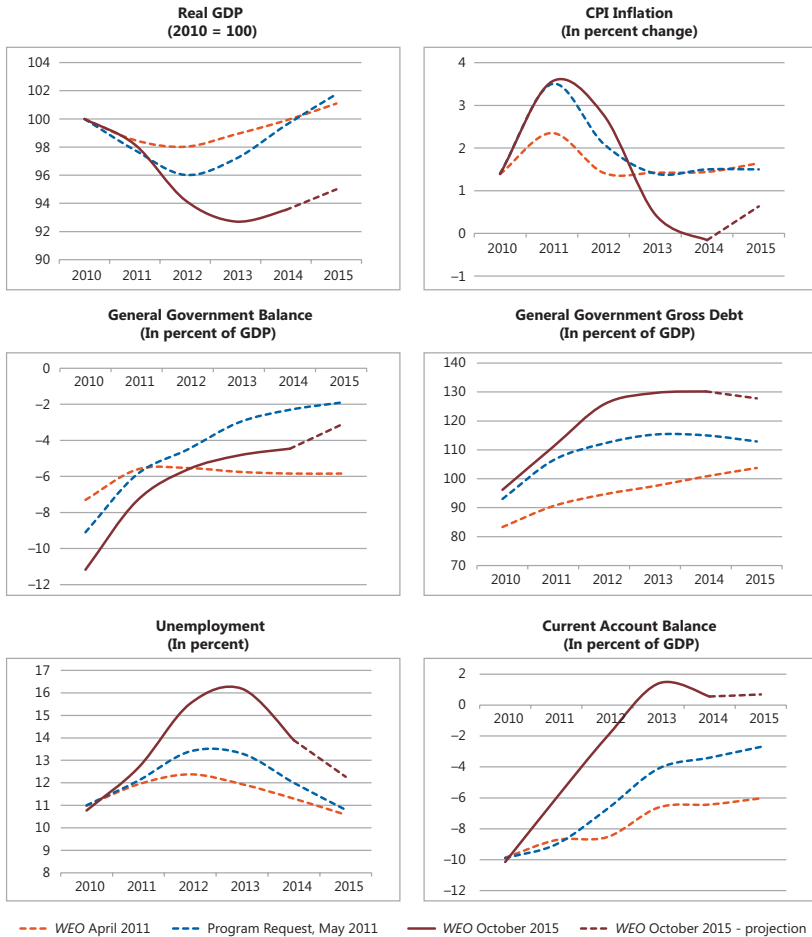 Real GDP
(2010 = 100)
104
102
100
98
96
94
92
90
2010 2011 2012 2013 2014 2015
CPI Inflation
(In percent change)
4
3
2
1
0
–1
2010 2011 2012 2013 2014 2015
General Government Balance
(In percent of GDP)
0
–2
–4
–6
–8
–10
–12
2010 2011 2012 2013 2014 2015
General Government Gross Debt
(In percent of GDP)
140
130
120
110
100
90
80
70
2010 2011 2012 2013 2014 2015
Unemployment
(In percent)
17
16
15
14
13
12
11
10
9
8
2010 2011 2012 2013 2014 2015
Current Account Balance
(In percent of GDP)
2
0
–2
–4
–6
–8
–10
–12
2010 2011 2012 2013 2014 2015
WEO April 2011 Program Request, May 2011 WEO October 2015 WEO October 2015 - projection